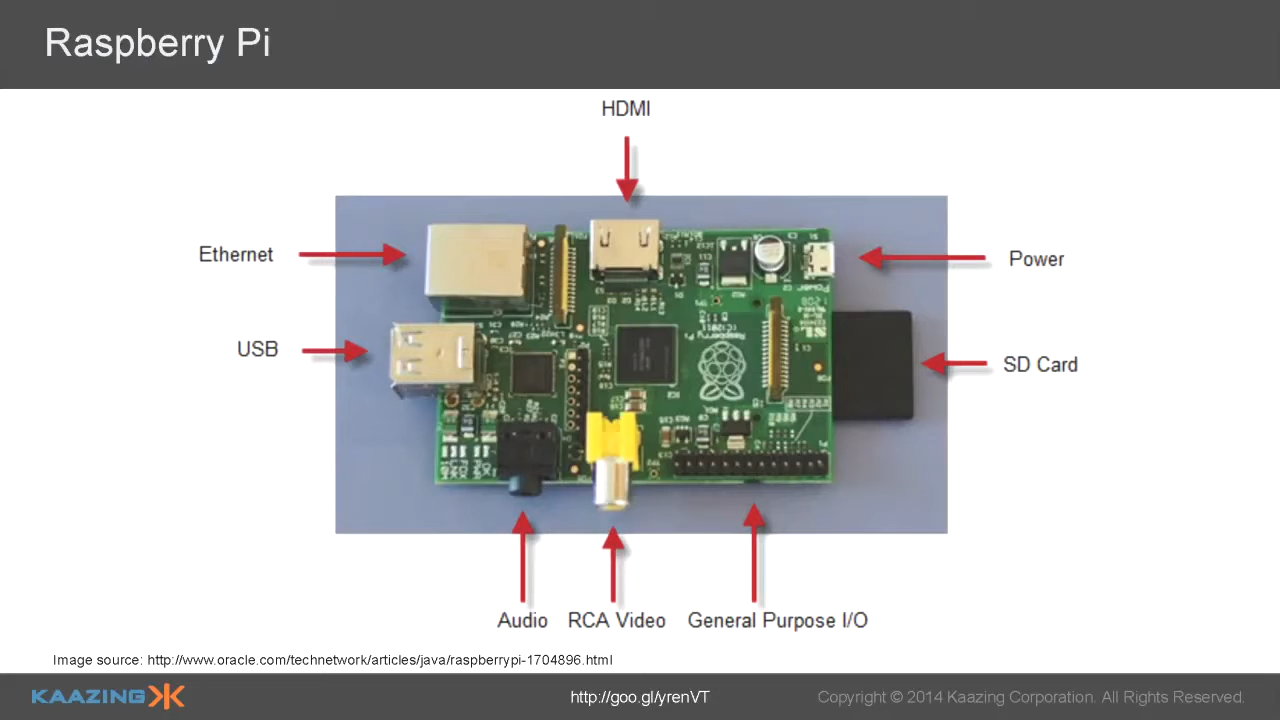 Raspberry Pi
HDMI
Ethernet
Power
USB
SD Card
Audio
RCA Video
General Purpose I/O
Image source: http://www.oracle.com/technetwork/articles/java/raspberrypi-1704896.html
KAAZING
http://goo.gl/yrenVT
Copyright © 2014 Kaazing Corporation. All Rights Reserved.